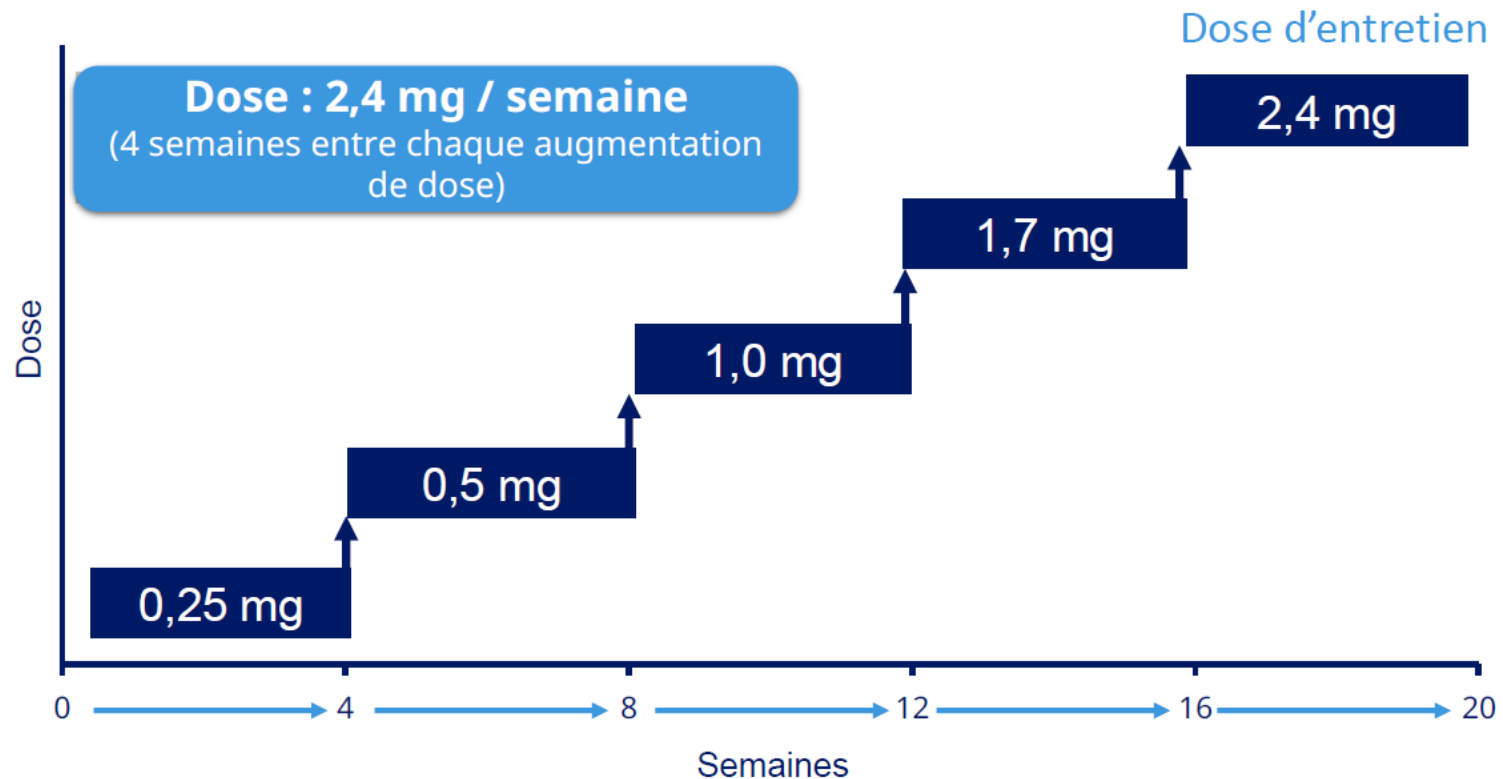 Dose d’entretien
Dose : 2,4 mg / semaine
(4 semaines entre chaque augmentation
de dose)
2,4 mg
1,7 mg
1,0 mg
0,5 mg
0,25 mg
Dose
0 4 8 12 16 20
Semaines